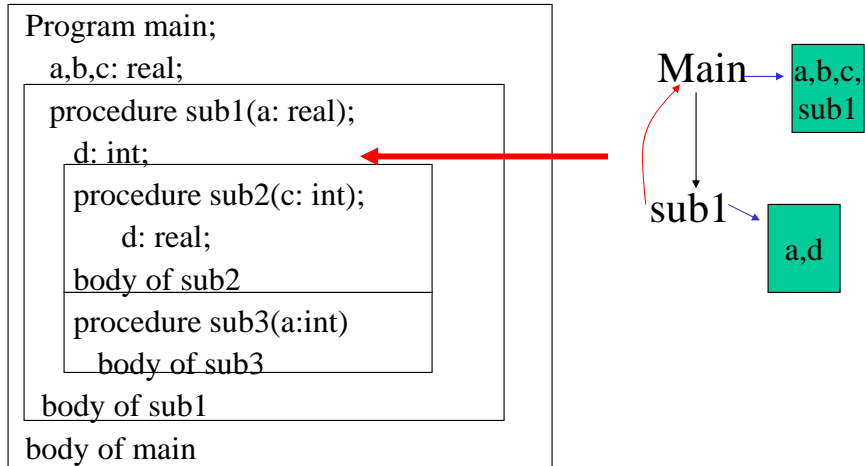 Program main;
a,b,c: real;
procedure sub1(a: real);
d: int;
procedure sub2(c: int);
d: real;
body of sub2
procedure sub3(a:int)
body of sub3
body of sub1
body of main
Main
a,b,c,
sub1
sub1
a,d